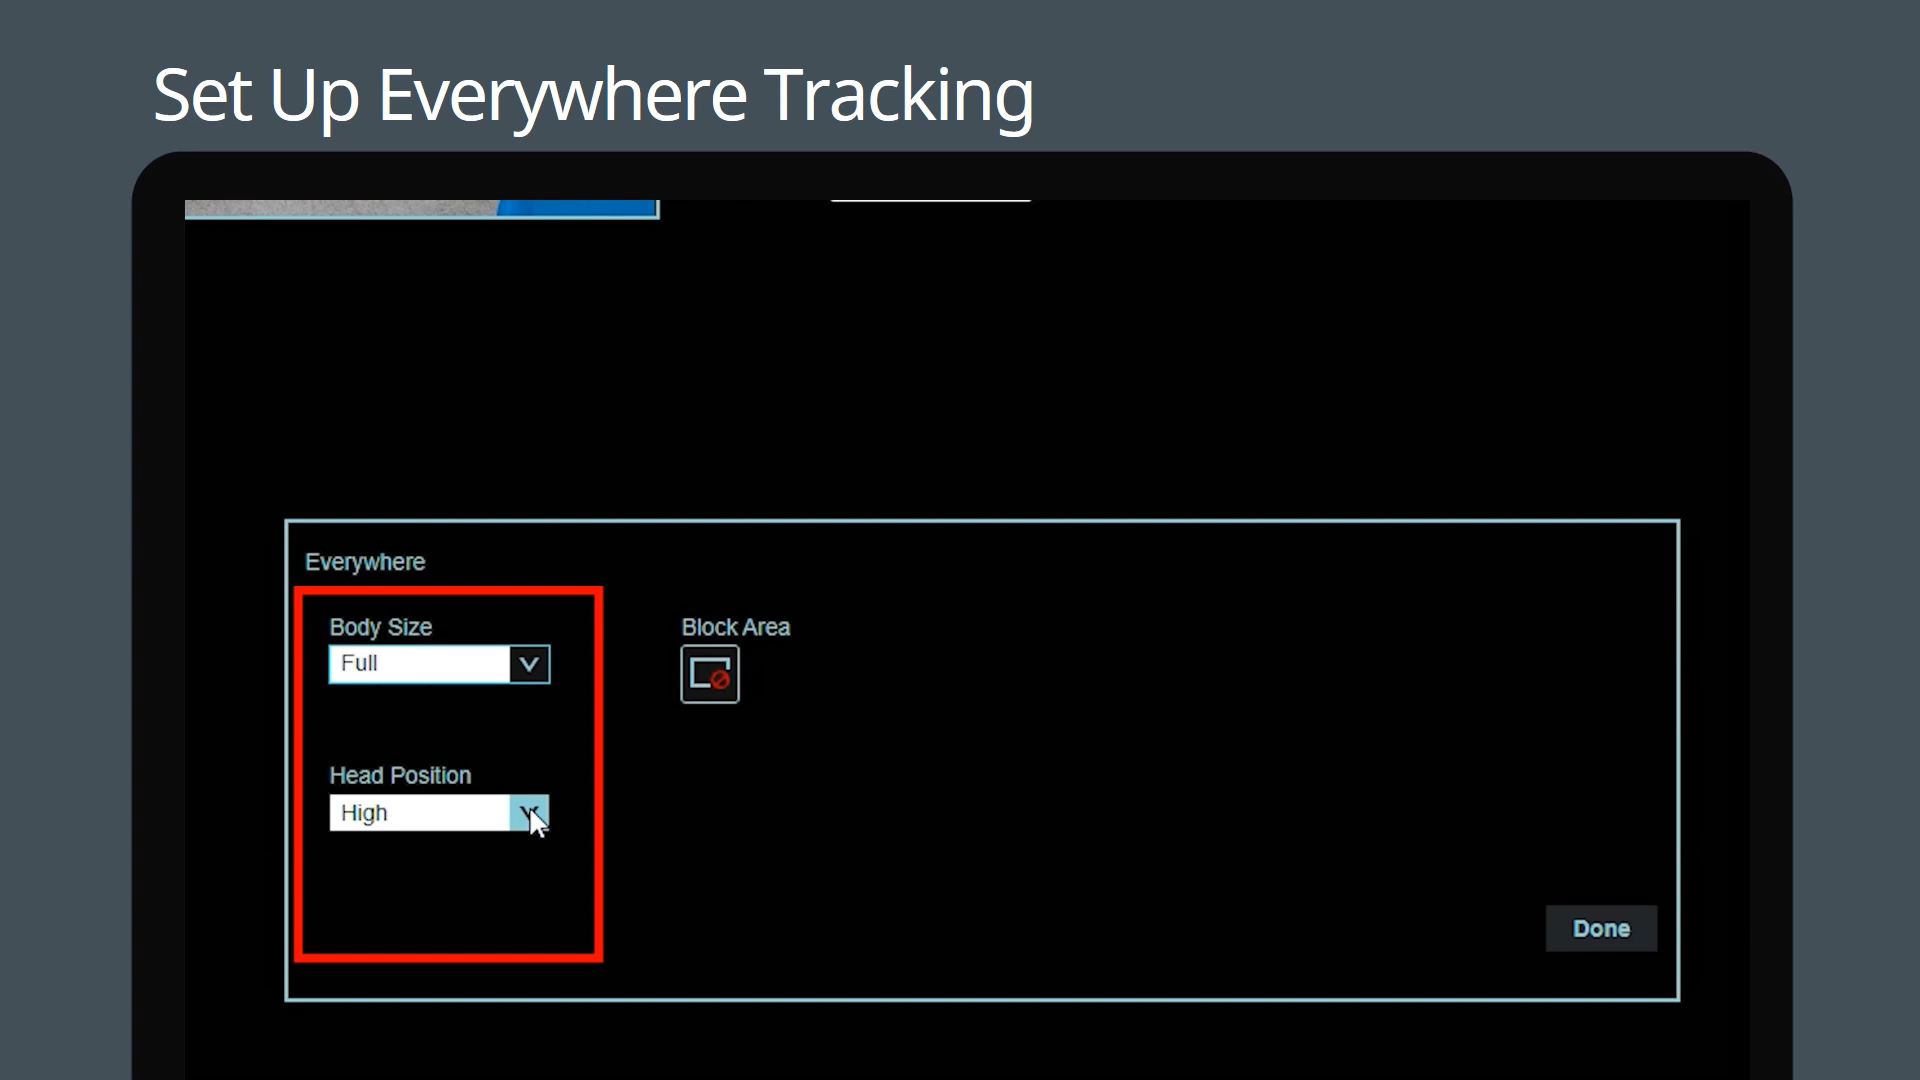 Set Up Everywhere Tracking
Everywhere
Body Size
Full
Block Area
Head Position
High
Done